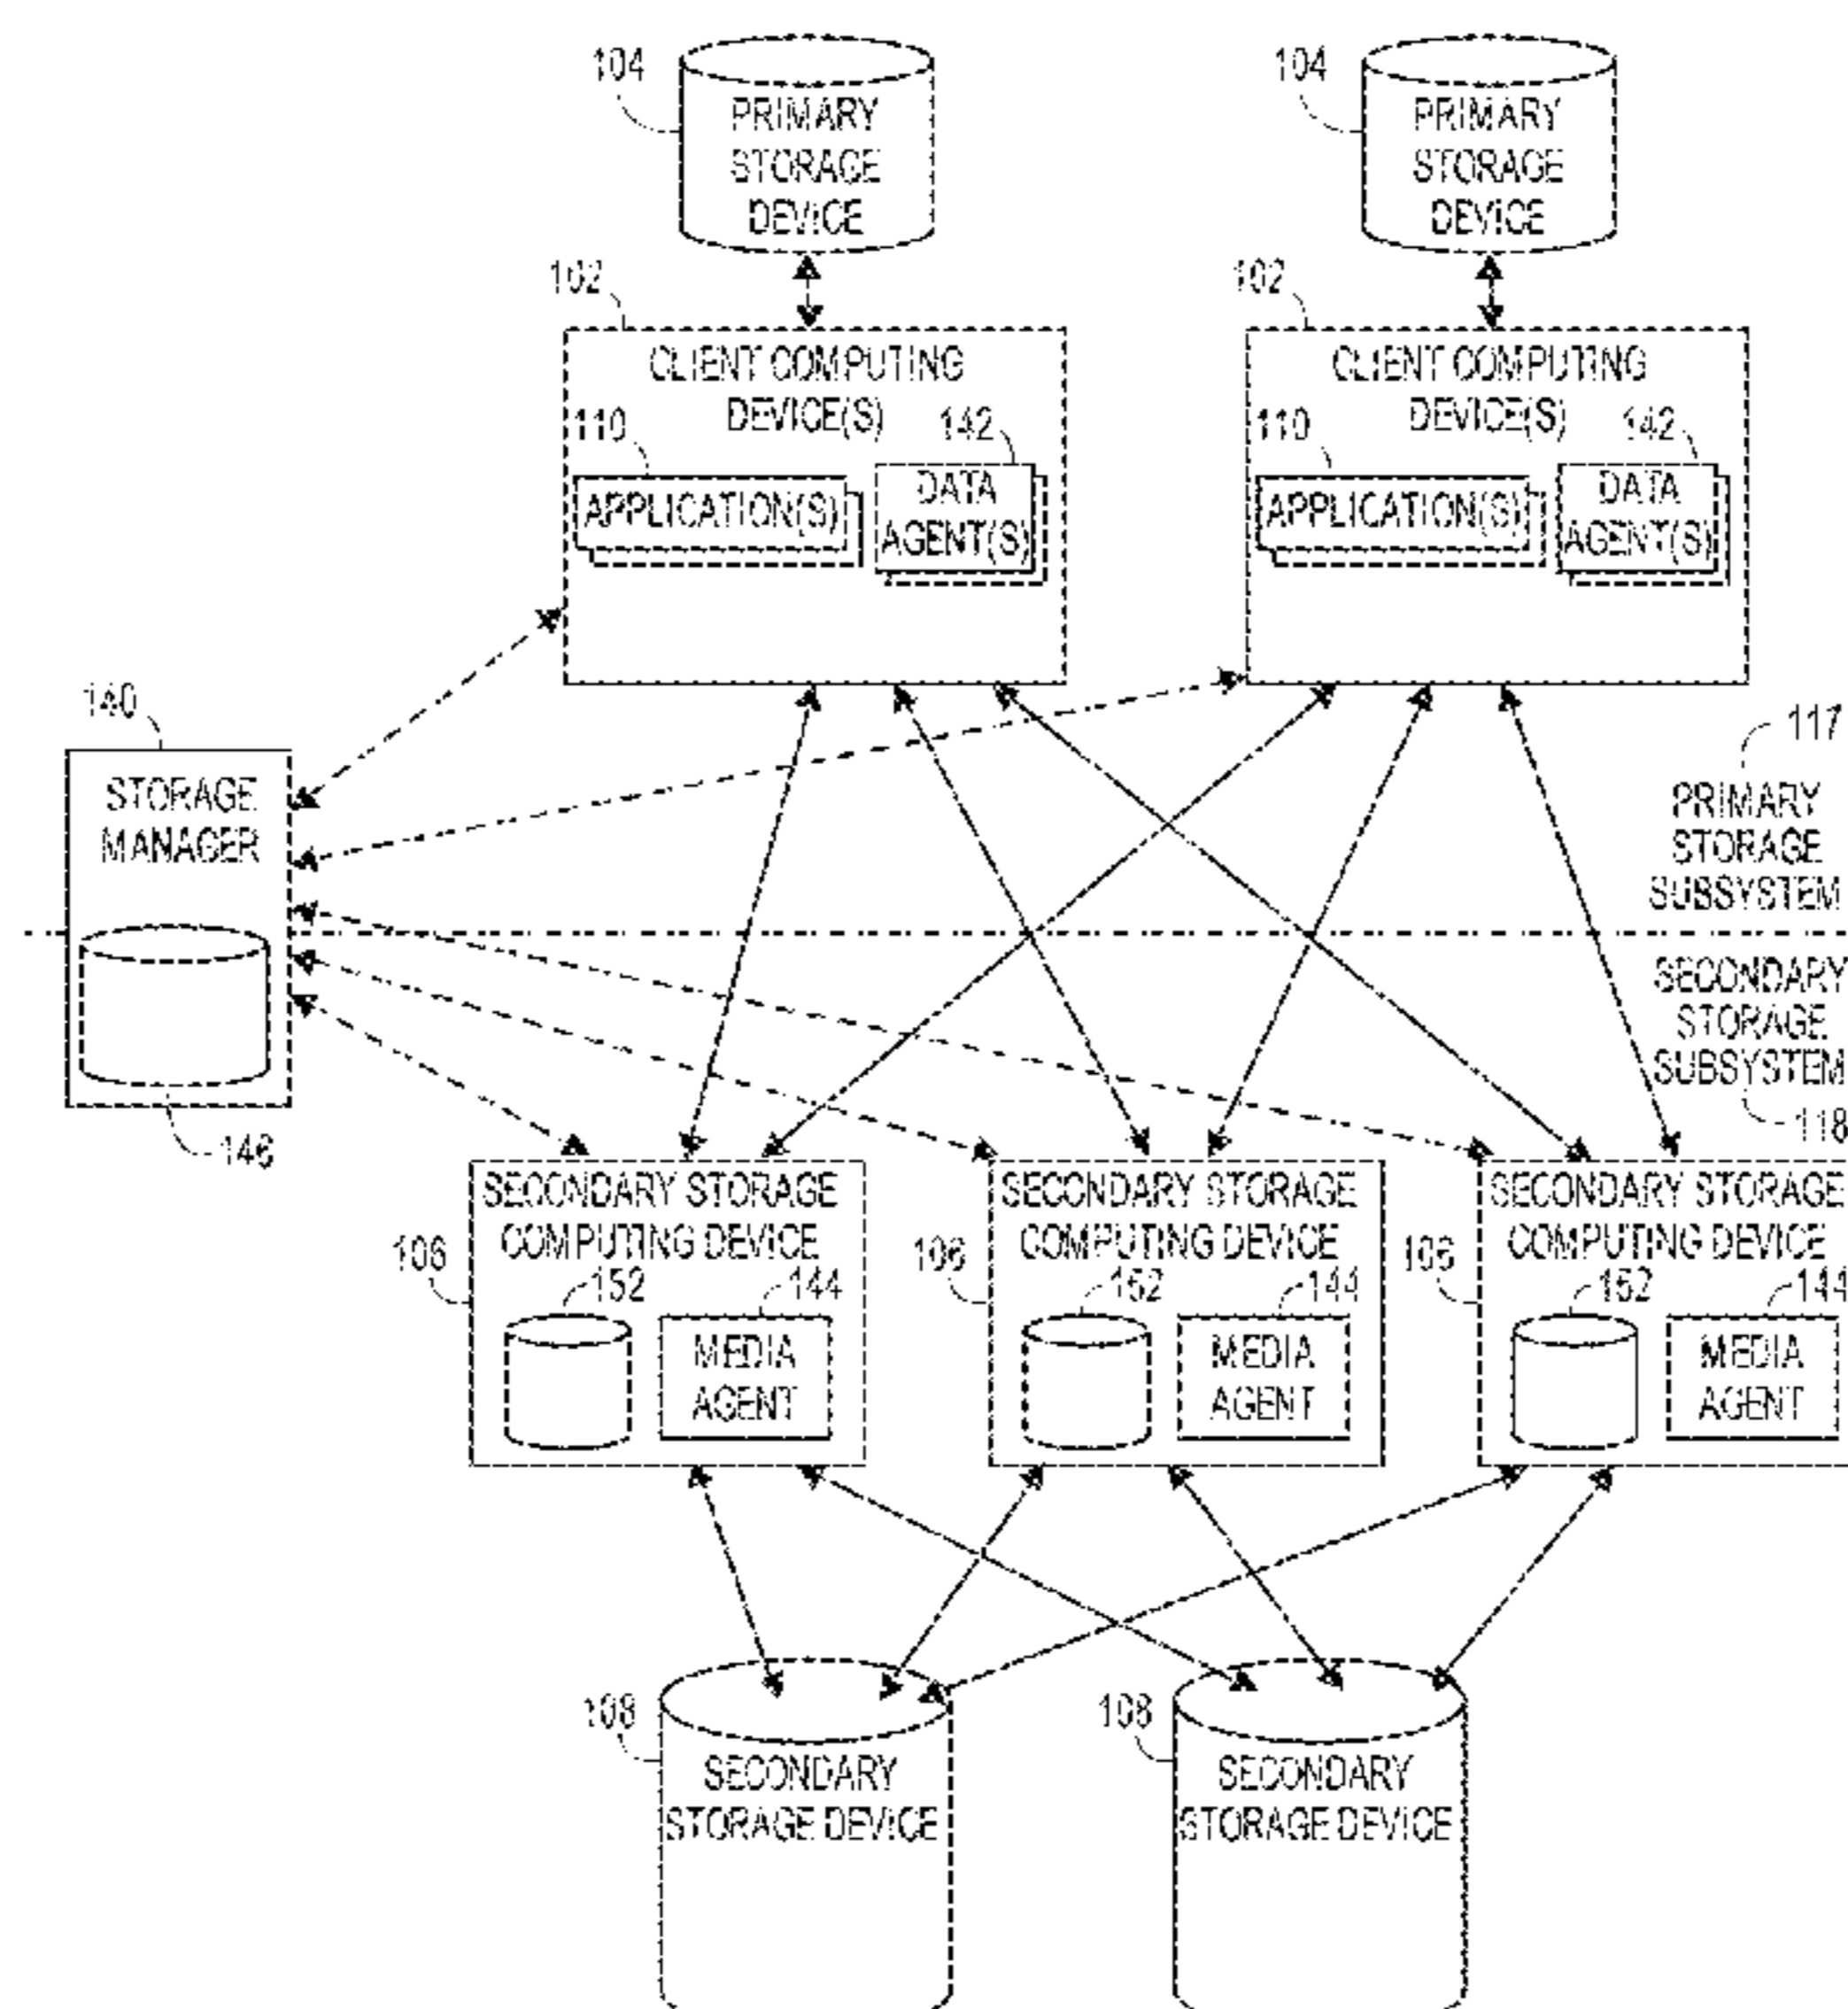 104
PRIMARY
STORAGE
DEVICE
104
PRIMARY
STORAGE
DEVICE
102
CLIENT COMPUTING
DEVICE(S)
110
142
APPLICATION(S)
DATA
AGENT(S)
102
CLIENT COMPUTING
DEVICE(S)
110
142
APPLICATION(S)
DATA
AGENT(S)
140
STORAGE
MANAGER
146
117
PRIMARY
STORAGE
SUBSYSTEM
SECONDARY
STORAGE
SUBSYSTEM
118
106
SECONDARY STORAGE
COMPUTING DEVICE
152
144
MEDIA
AGENT
106
SECONDARY STORAGE
COMPUTING DEVICE
152
144
MEDIA
AGENT
106
SECONDARY STORAGE
COMPUTING DEVICE
152
144
MEDIA
AGENT
108
SECONDARY
STORAGE DEVICE
108
SECONDARY
STORAGE DEVICE